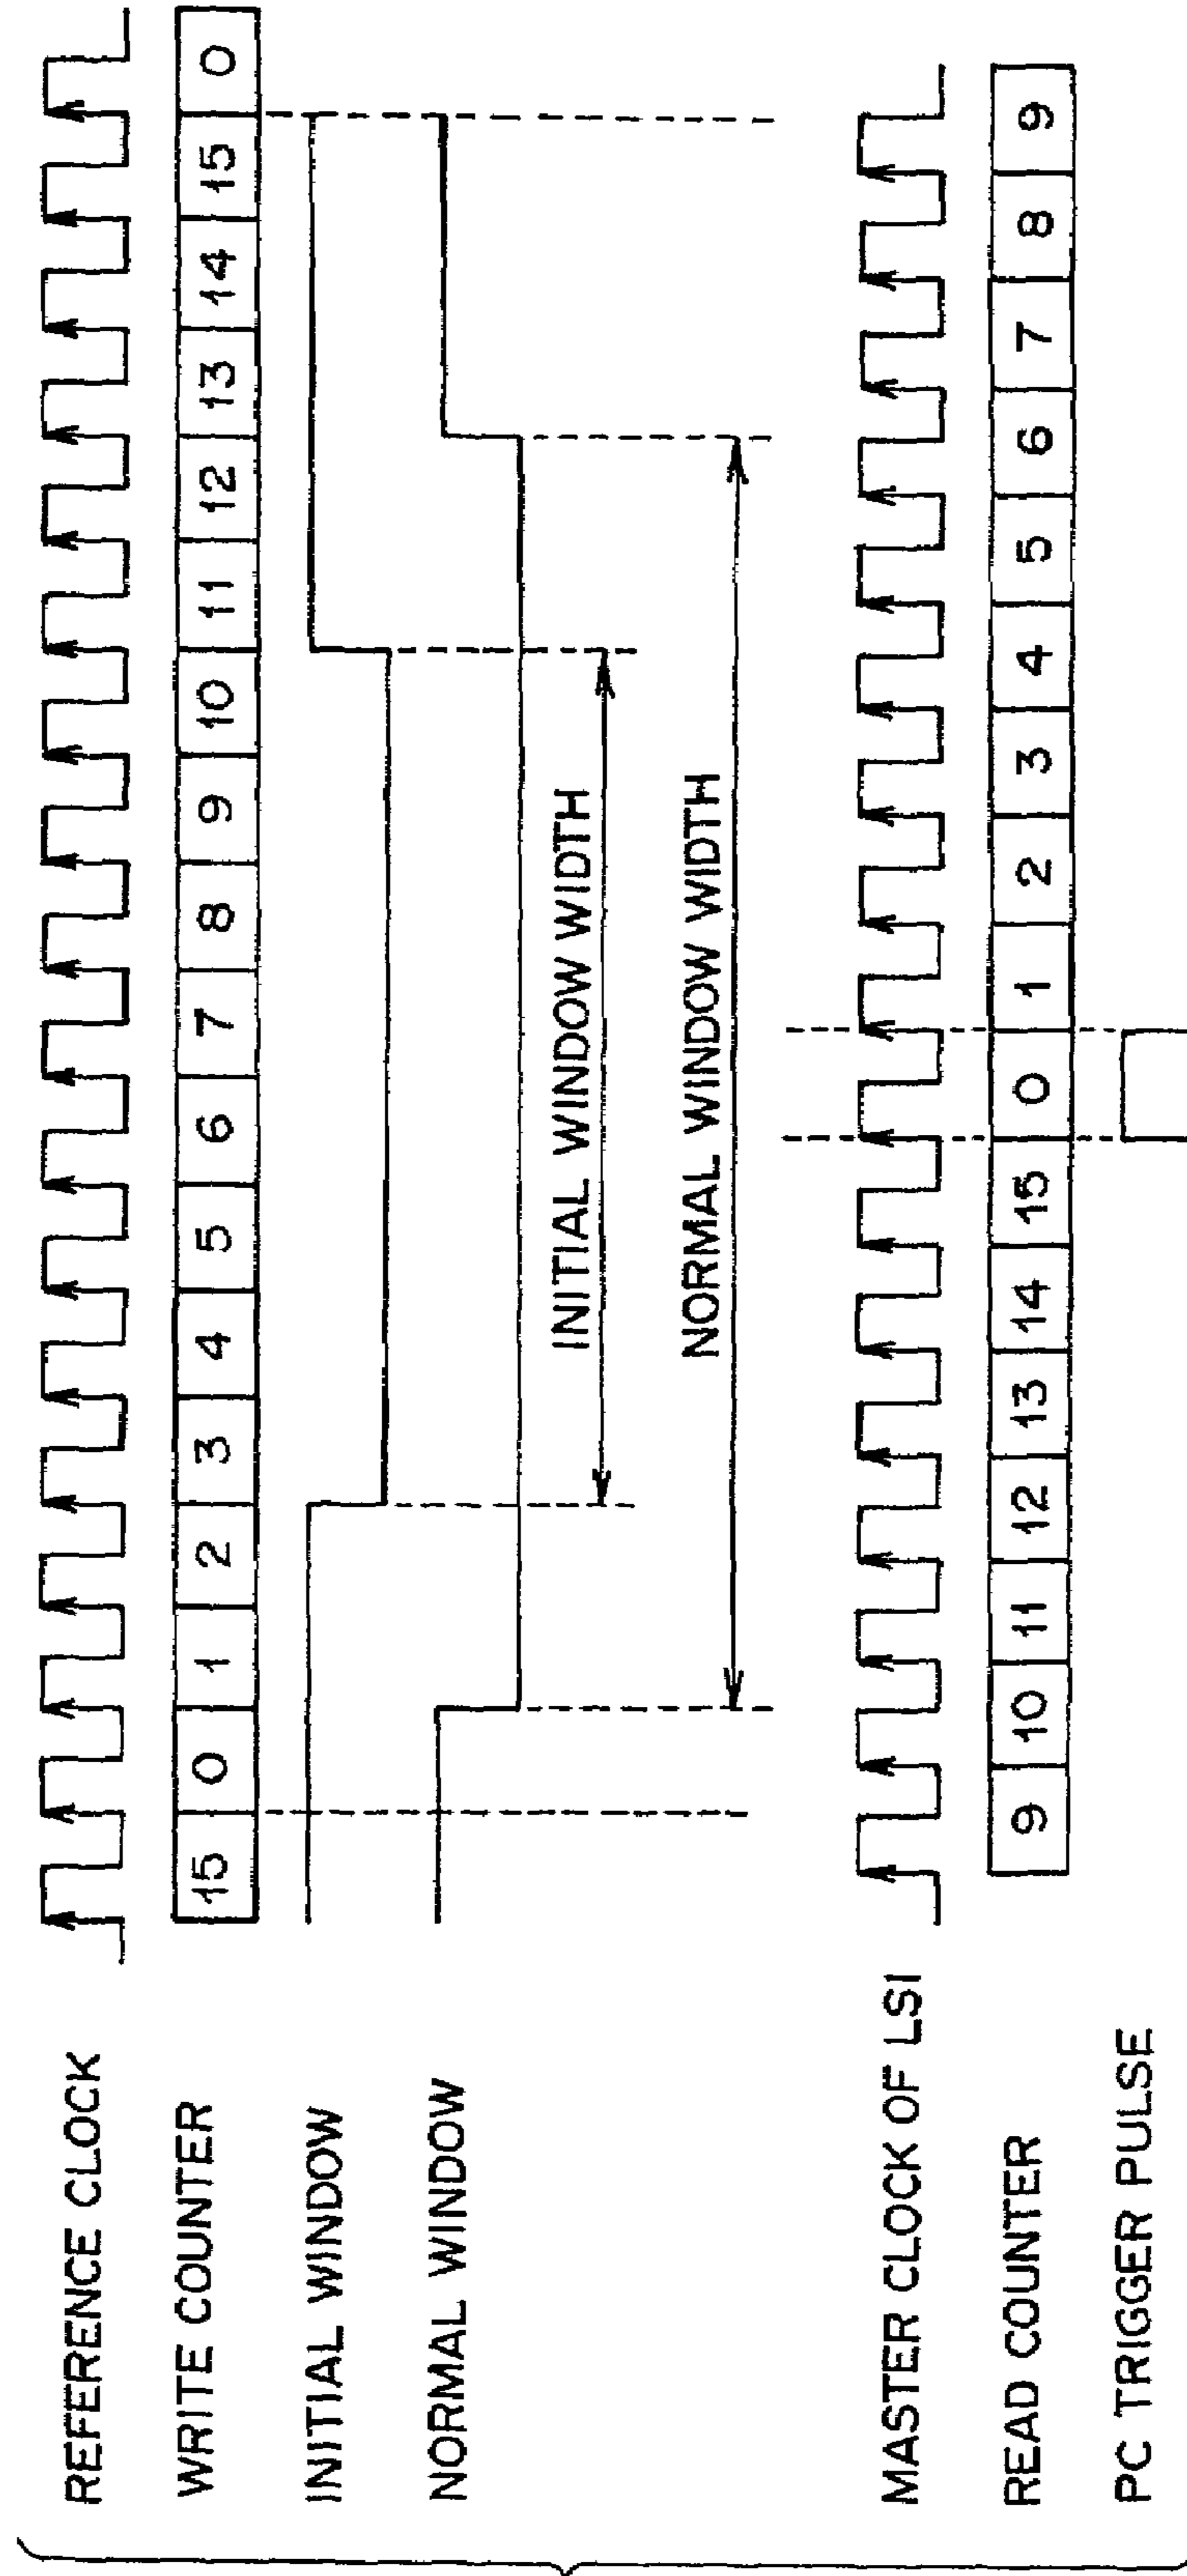 REFERENCE CLOCK
WRITE COUNTER 15 0 1 2 3 4 5 6 7 8 9 10 11 12 13 14 15 0
INITIAL WINDOW
NORMAL WINDOW
INITIAL WINDOW WIDTH
NORMAL WINDOW WIDTH
MASTER CLOCK OF LSI
READ COUNTER 9 10 11 12 13 14 15 0 1 2 3 4 5 6 7 8 9
PC TRIGGER PULSE